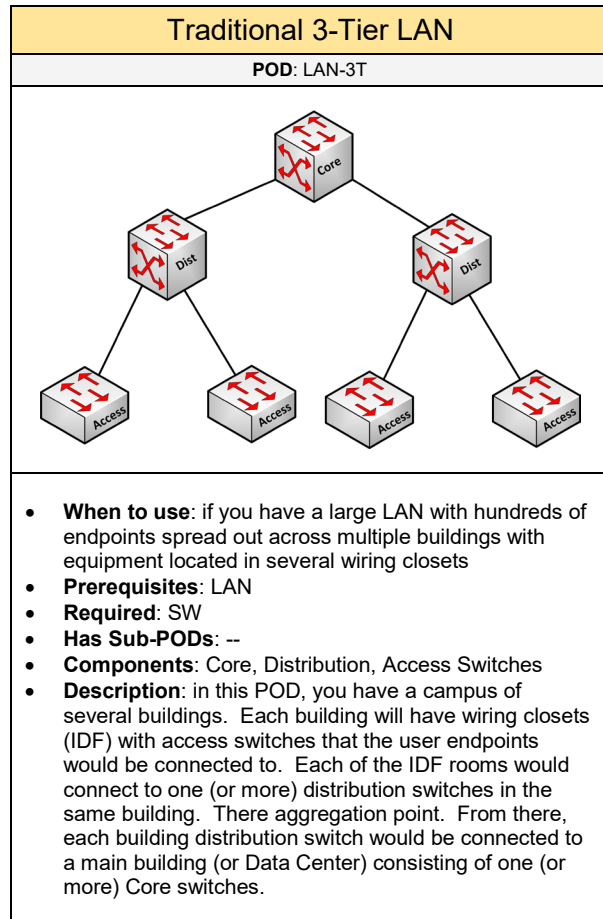 Traditional 3-Tier LAN
POD: LAN-3T
Core
Dist
Dist
Access
Access
Access
Access
• When to use: if you have a large LAN with hundreds of
endpoints spread out across multiple buildings with
equipment located in several wiring closets
• Prerequisites: LAN
• Required: SW
• Has Sub-PODs: --
• Components: Core, Distribution, Access Switches
• Description: in this POD, you have a campus of
several buildings.  Each building will have wiring closets
(IDF) with access switches that the user endpoints
would be connected to.  Each of the IDF rooms would
connect to one (or more) distribution switches in the
same building.  There aggregation point.  From there,
each building distribution switch would be connected to
a main building (or Data Center) consisting of one (or
more) Core switches.